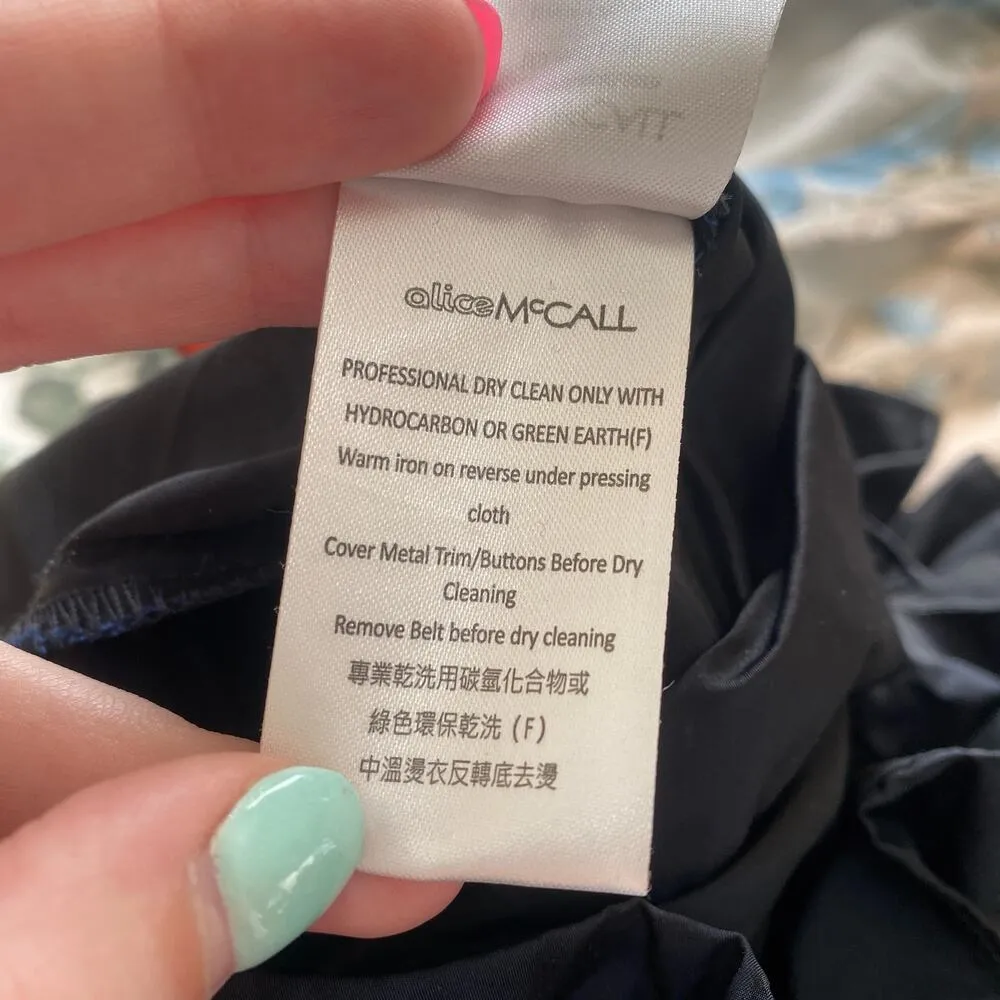 alice McCALL
PROFESSIONAL DRY CLEAN ONLY WITH
HYDROCARBON OR GREEN EARTH(F)
Warm iron on reverse under pressing
cloth
Cover Metal Trim/Buttons Before Dry
Cleaning
Remove Belt before dry cleaning
專業乾洗用碳氫化合物或
綠色環保乾洗 (F)
中溫燙衣反轉底去燙